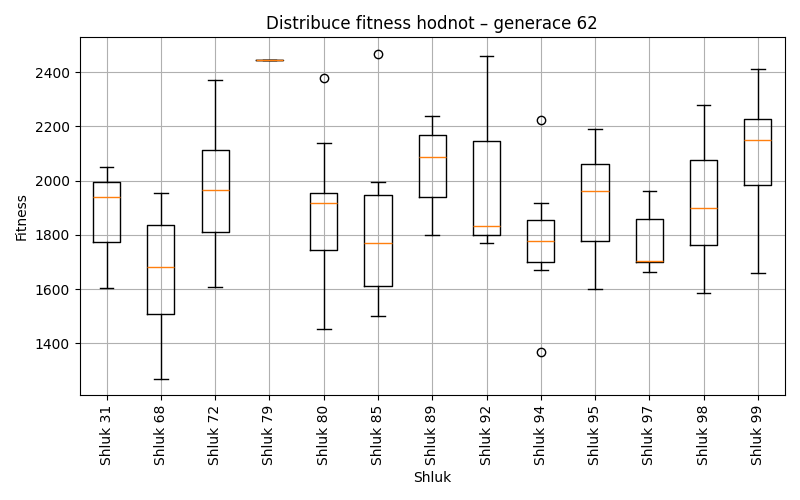 Distribuce fitness hodnot – generace 62
Fitness
2400
2200
2000
1800
1600
1400
Shluk 31
Shluk 68
Shluk 72
Shluk 79
Shluk 80
Shluk 85
Shluk 89
Shluk 92
Shluk 94
Shluk 95
Shluk 97
Shluk 98
Shluk 99
Shluk